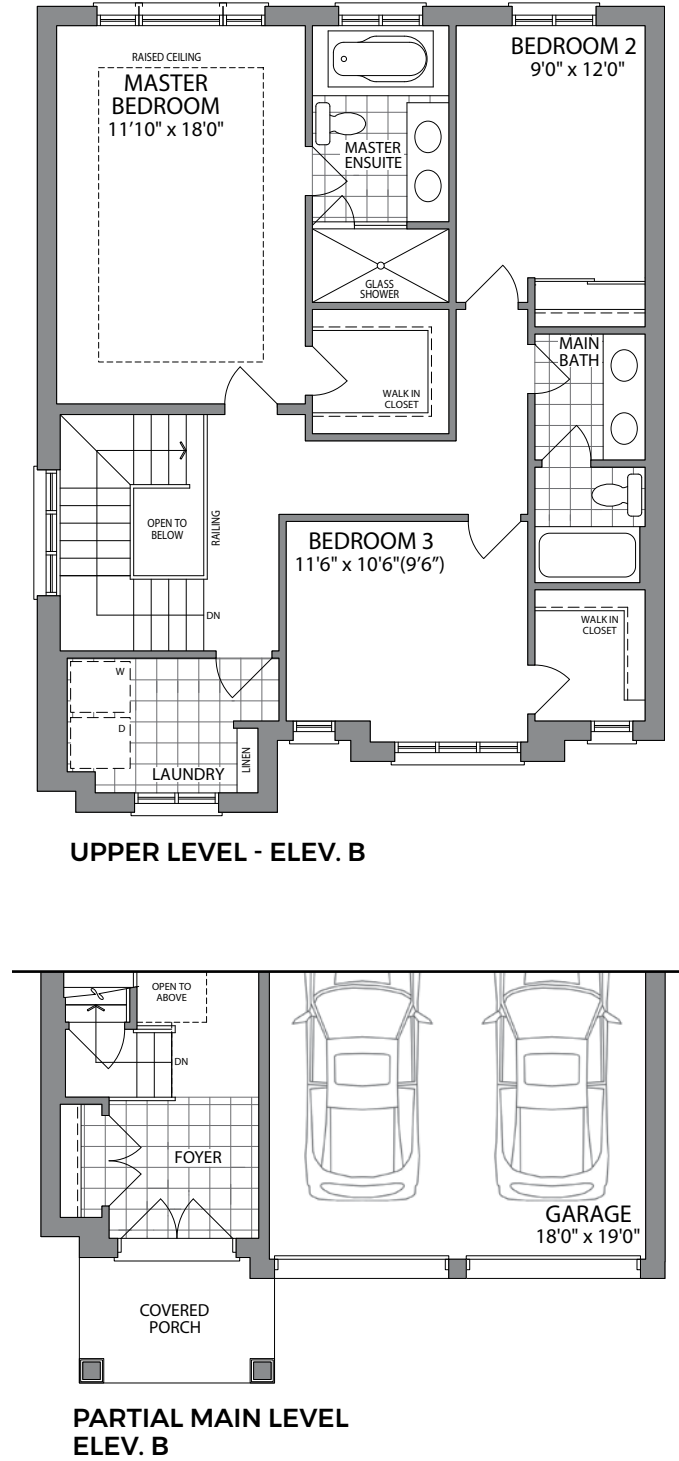 RAISED CEILING
MASTER
BEDROOM
11'10" x 18'0"
BEDROOM 2
9'0" x 12'0"
MASTER
ENSUITE
GLASS
SHOWER
WALK IN
CLOSET
MAIN
BATH
OPEN TO
BELOW
RAILING
DN
BEDROOM 3
11'6" x 10'6"(9'6")
WALK IN
CLOSET
W
D
LAUNDRY
LINEN
UPPER LEVEL - ELEV. B
OPEN TO
ABOVE
DN
FOYER
GARAGE
18'0" x 19'0"
COVERED
PORCH
PARTIAL MAIN LEVEL
ELEV. B